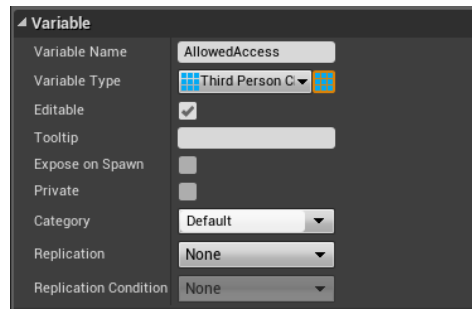 Variable
Variable Name AllowedAccess
Variable Type Third Person C
Editable
Tooltip
Expose on Spawn
Private
Category Default
Replication None
Replication Condition None